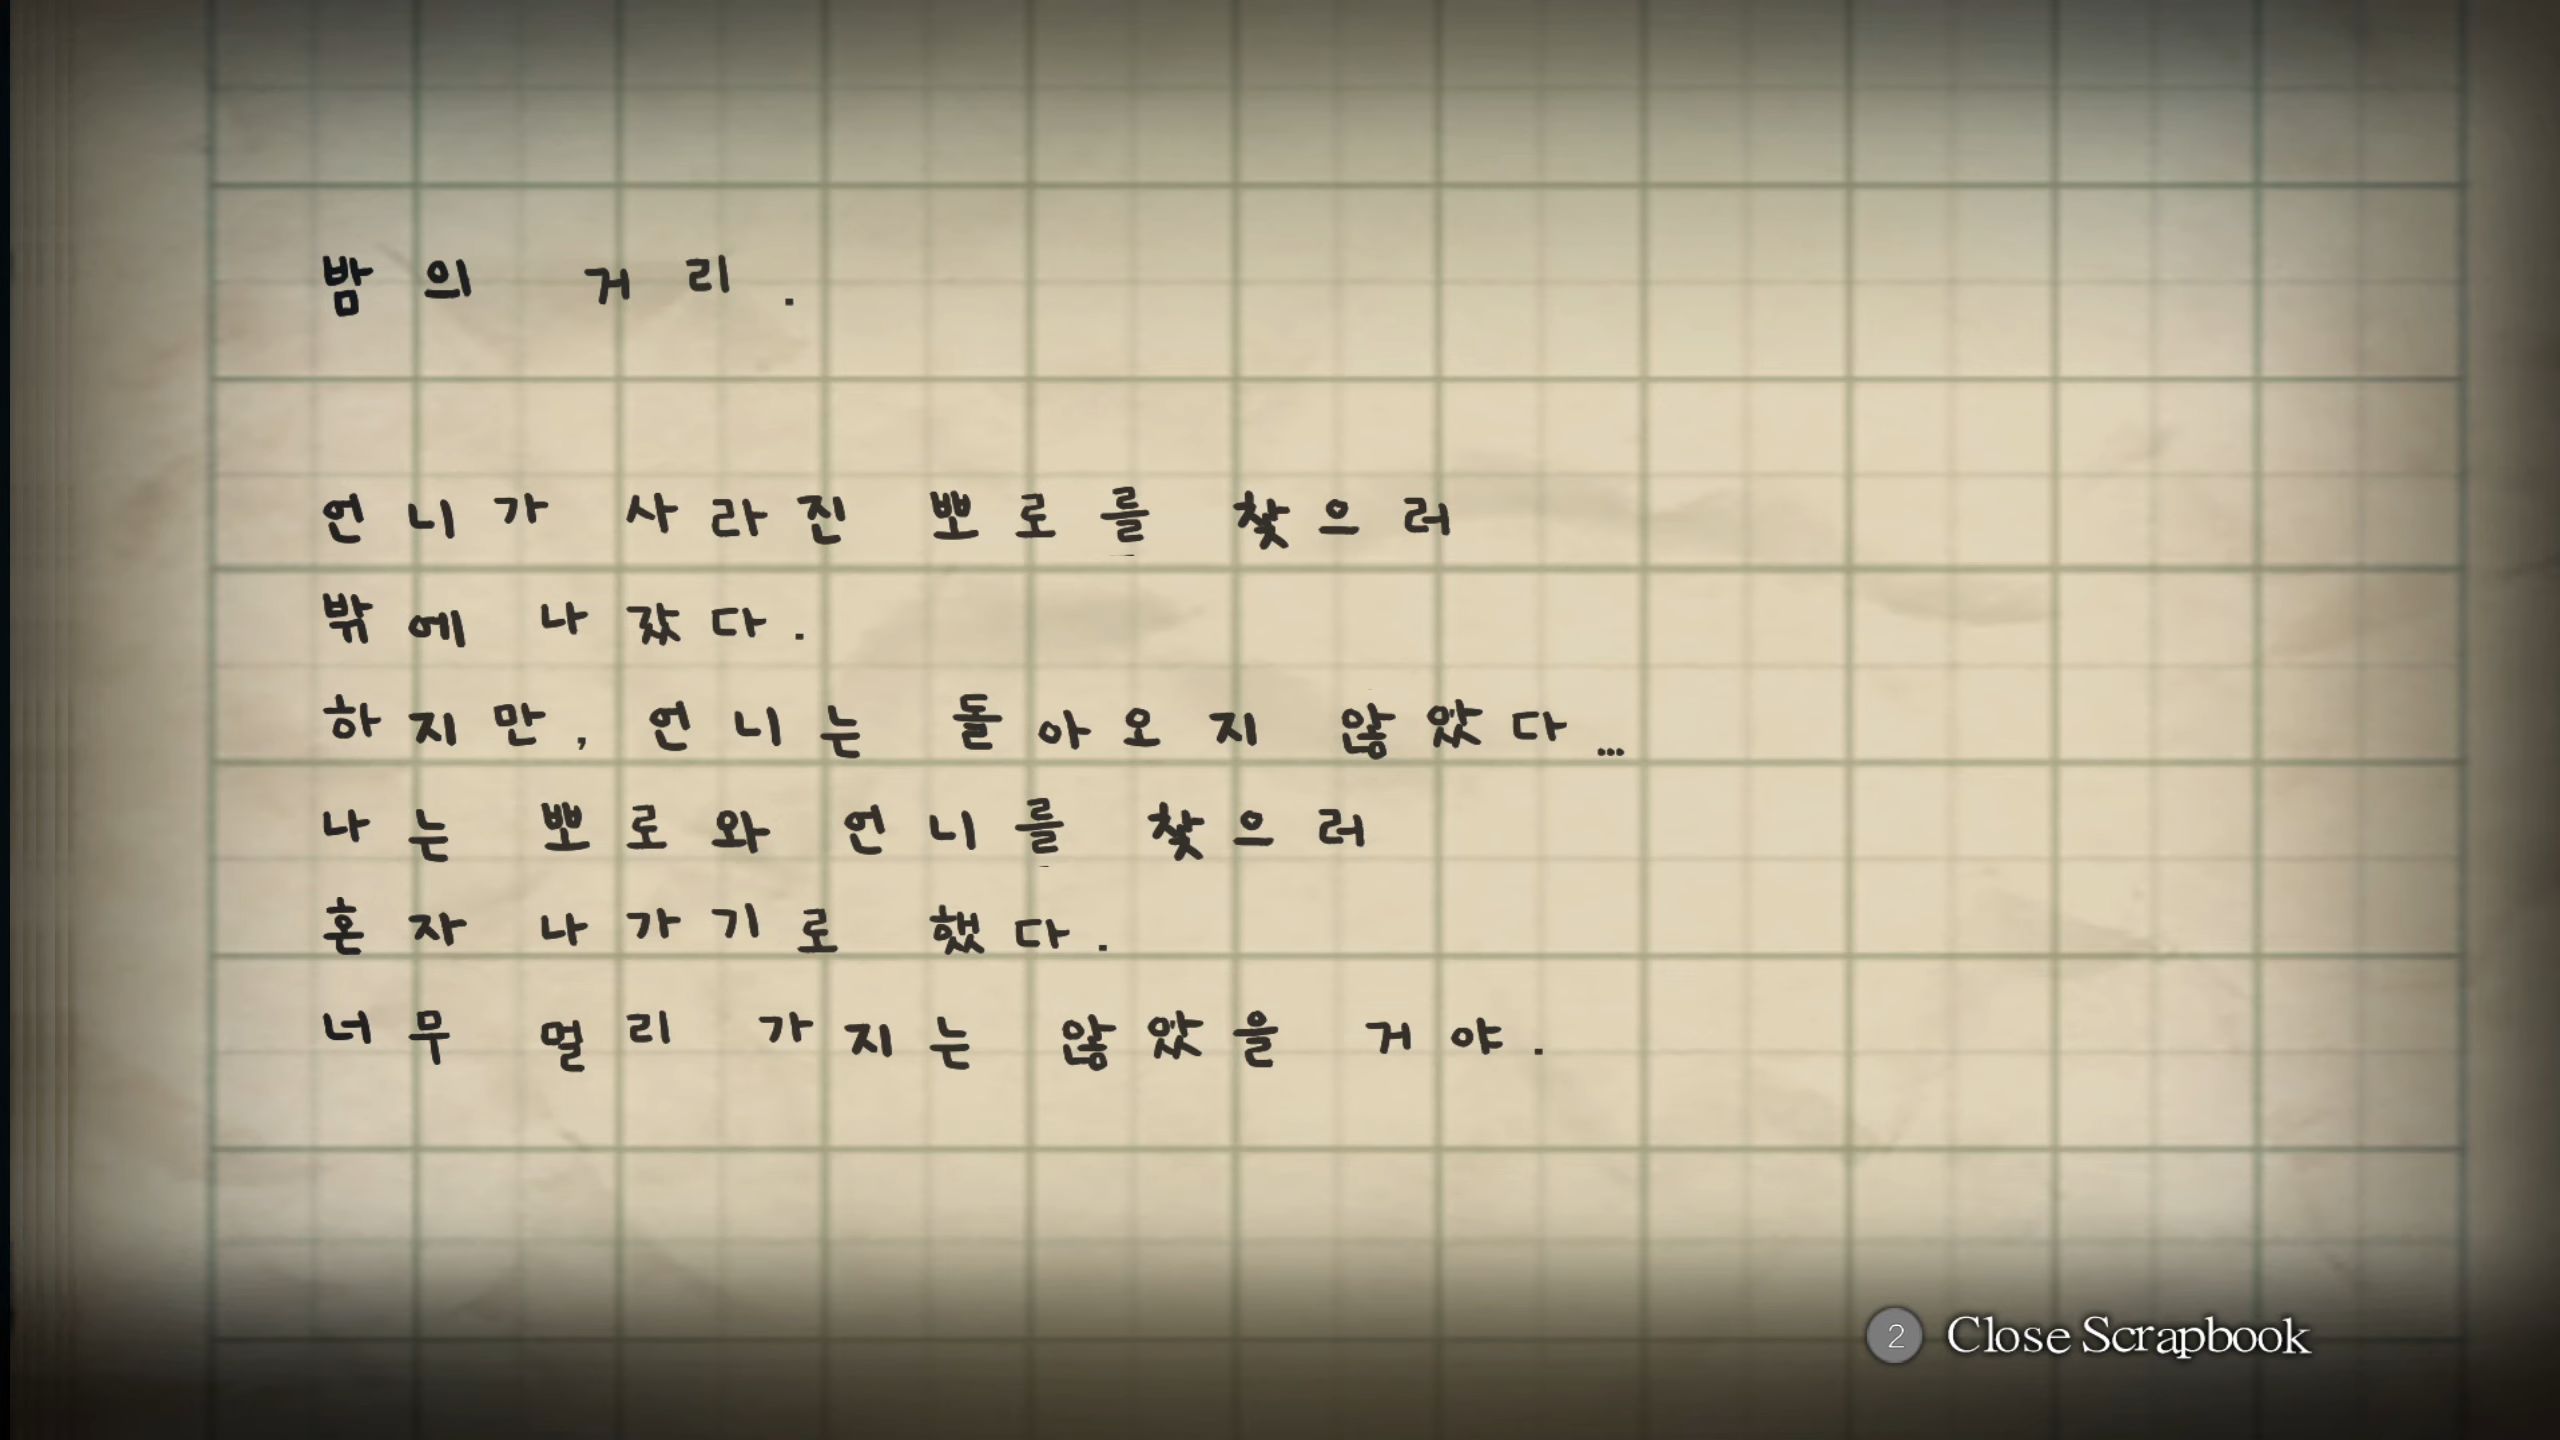 밤의 거리.
언니가 사라진 뽀로를 찾으러
밖에 나갔다.
하지만, 언니는 돌아오지 않았다...
나는 뽀로와 언니를 찾으러
혼자 나가기로 했다.
너무 멀리 가지는 않았을 거야.
2 Close Scrapbook